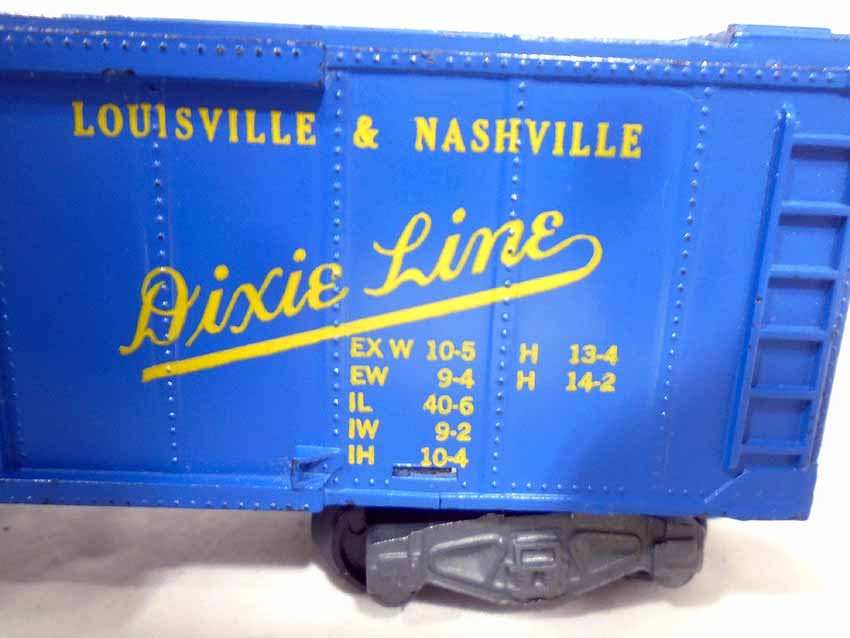 LOUISVILLE & NASHVILLE
Dixie Line
EX W 10-5 H 13-4
EW 9-4 H 14-2
IL 40-6
IW 9-2
IH 10-4